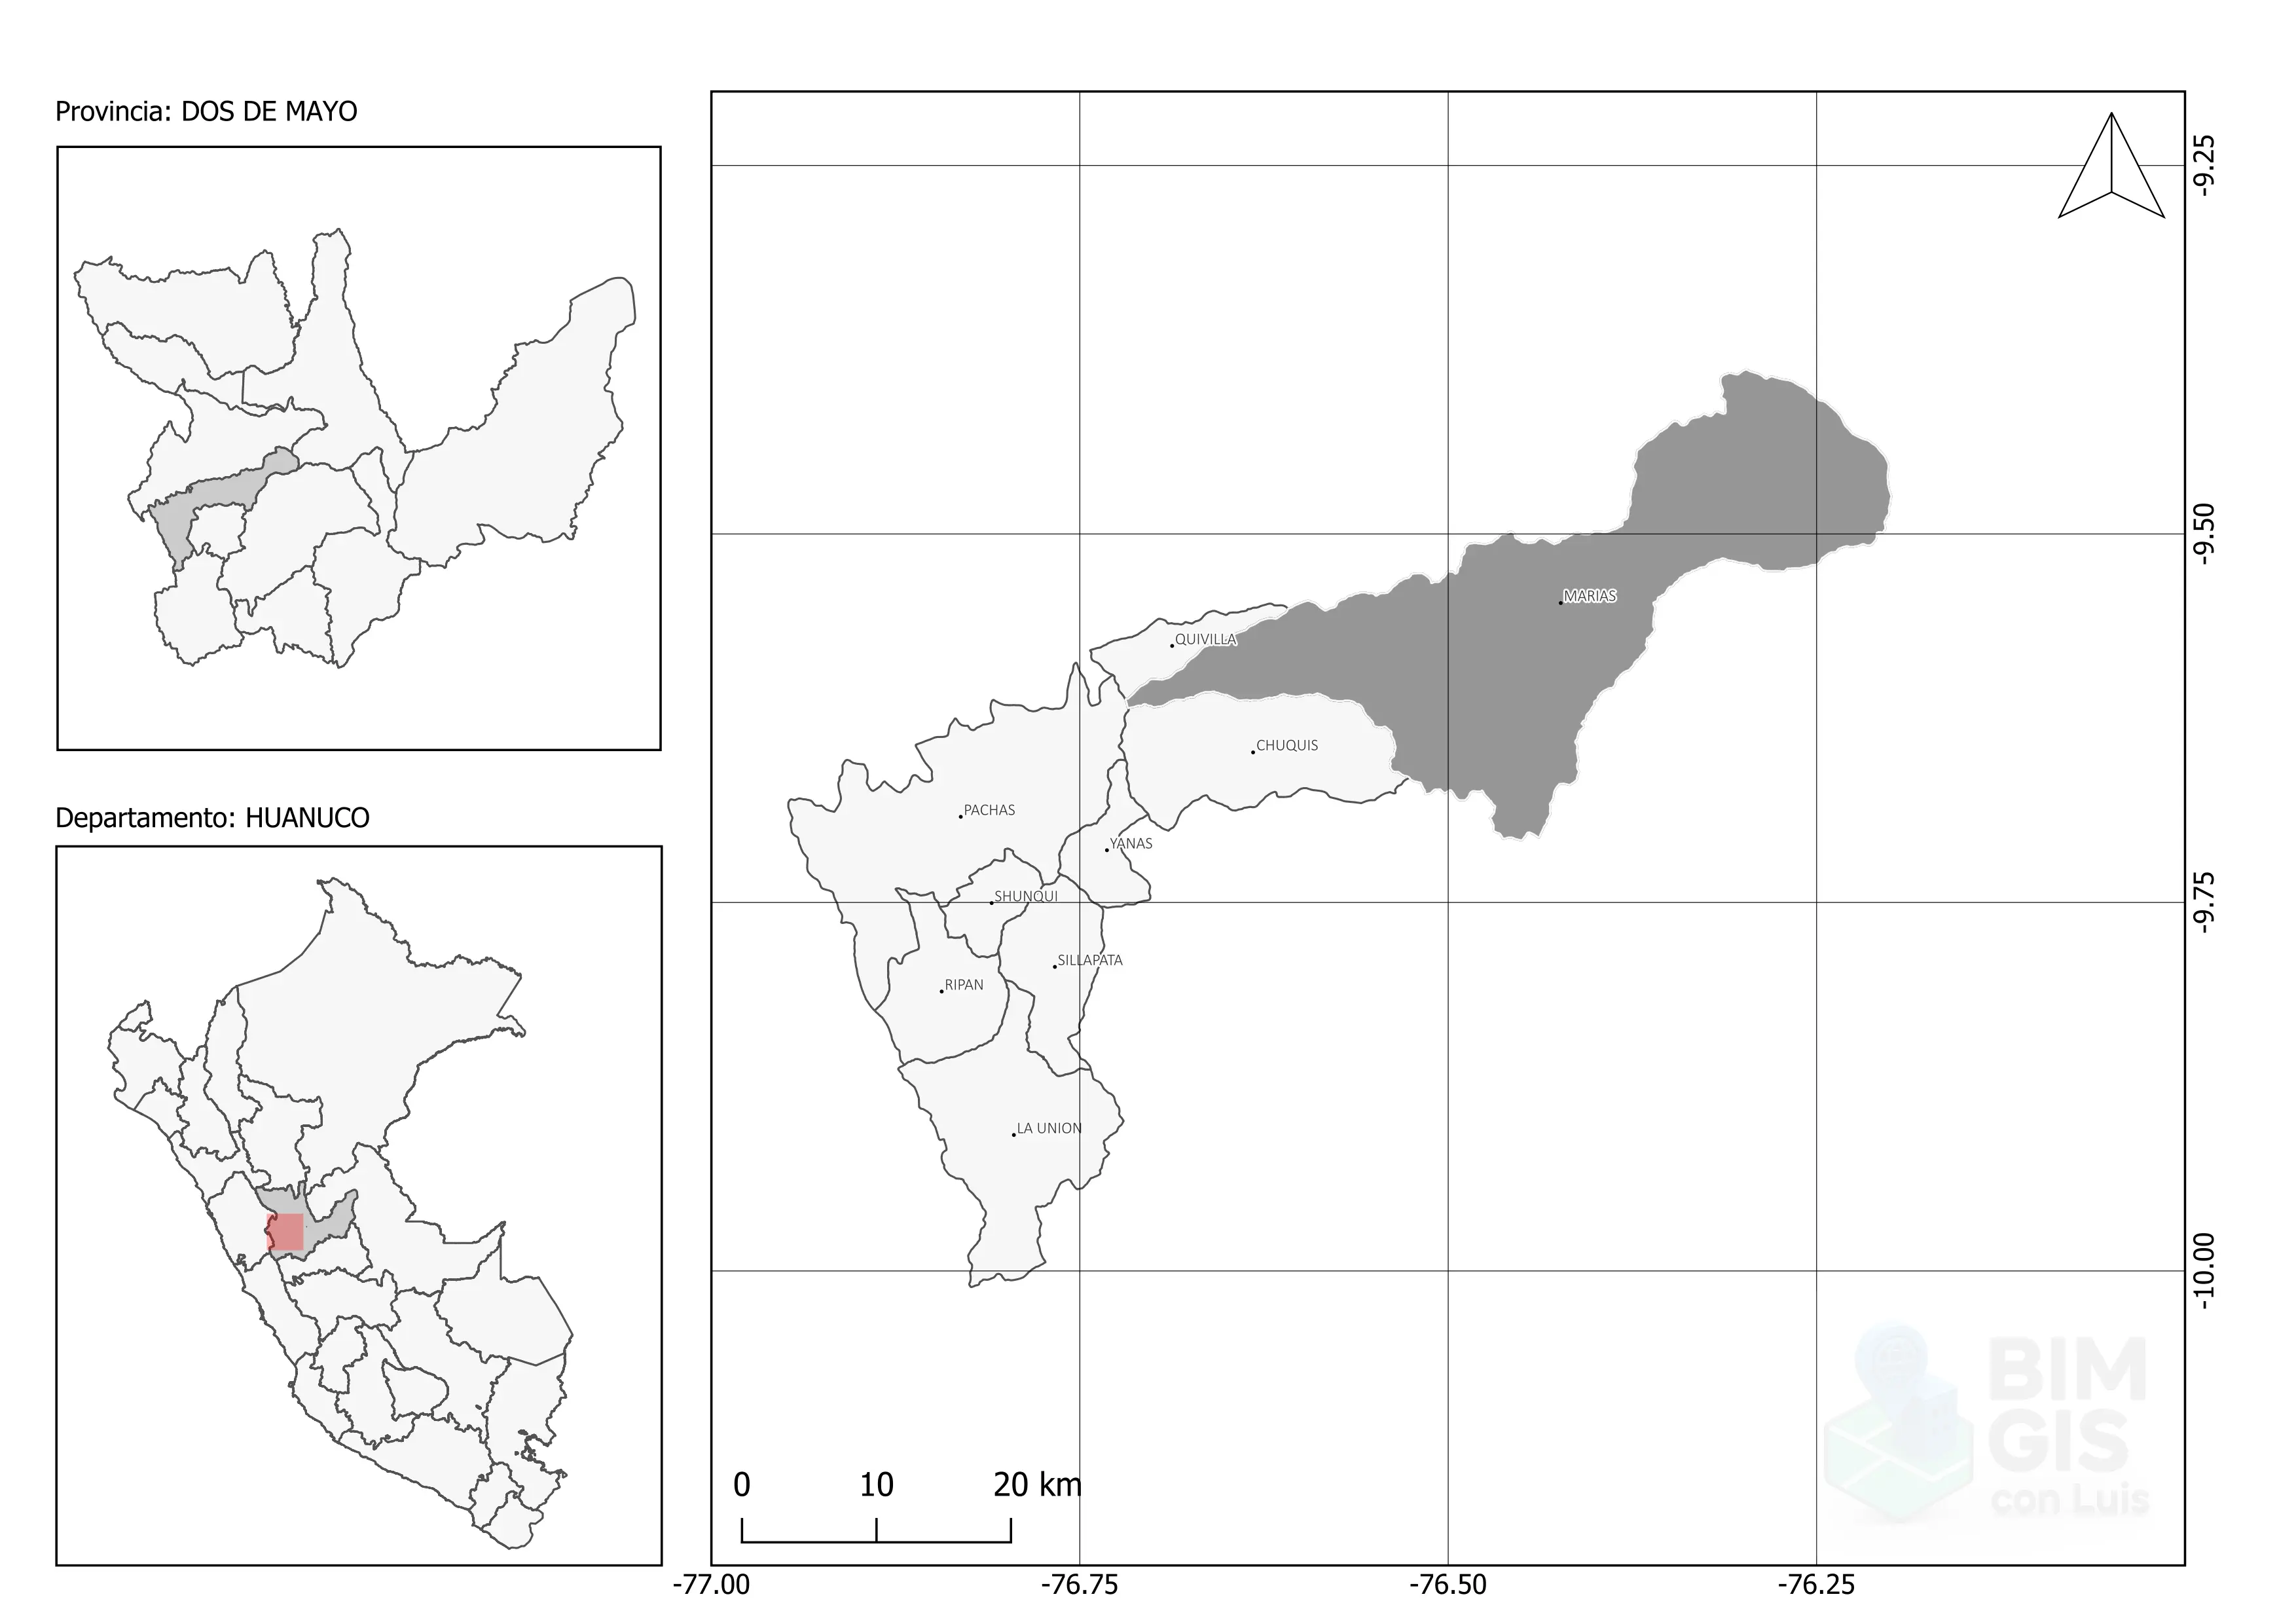 Provincia: DOS DE MAYO
Departamento: HUANUCO
-9.25
-9.50
MARIAS
QUIVILLA
CHUQUIS
PACHAS
YANAS
SHUNQUI
-9.75
SILLAPATA
RIPAN
LA UNION
-10.00
BIM
GIS
con Luis
0 10 20 km
-77.00 -76.75 -76.50 -76.25